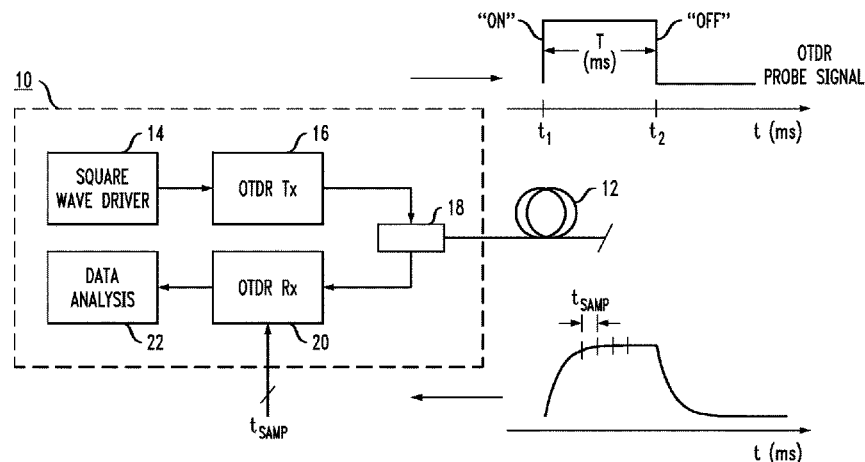 "ON"
"OFF"
T
(ms)
OTDR
PROBE SIGNAL
t1
t2
t (ms)
10
14
16
SQUARE
WAVE DRIVER
OTDR Tx
18
12
DATA
ANALYSIS
OTDR Rx
22
20
tSAMP
tSAMP
t (ms)